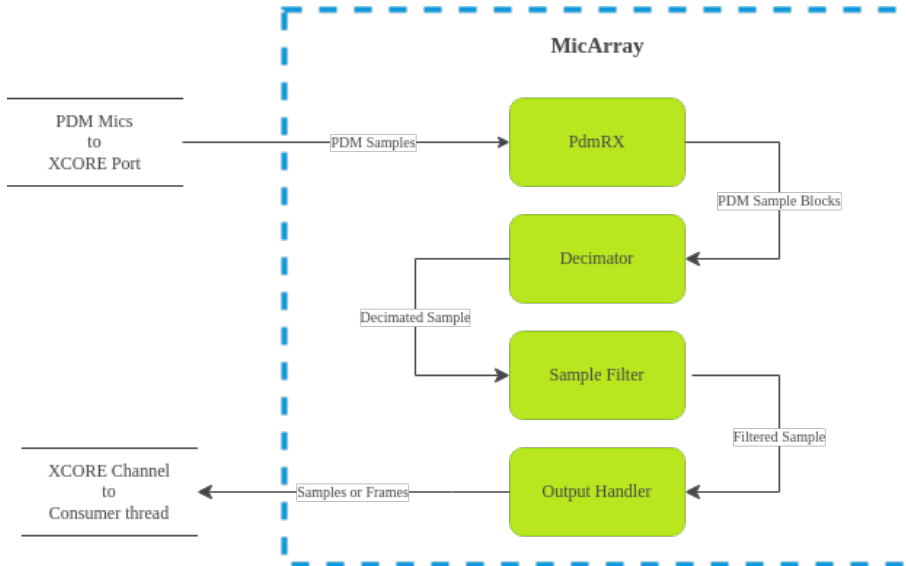 MicArray
PDM Mics
to
XCORE Port
PDM Samples
PdmRX
PDM Sample Blocks
Decimator
Decimated Sample
Sample Filter
Filtered Sample
XCORE Channel
to
Consumer thread
Samples or Frames
Output Handler